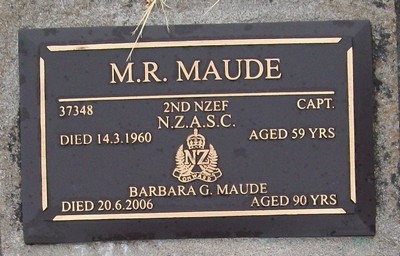 M.R. MAUDE
37348 2ND NZEF CAPT.
N.Z.A.S.C.
DIED 14.3.1960 AGED 59 YRS
NZ
ONWARD
BARBARA G. MAUDE
DIED 20.6.2006 AGED 90 YRS